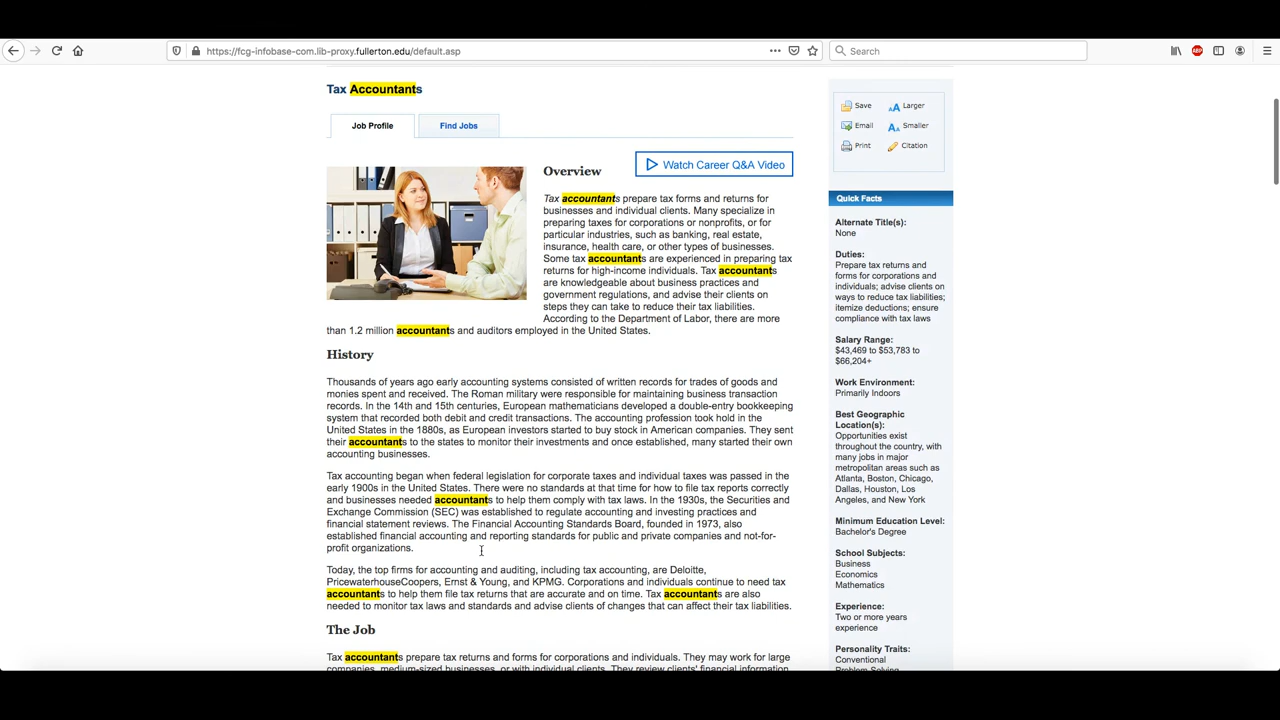 https://fcg-infobase-com.lib-proxy.fullerton.edu/default.asp
Search
ABP
Tax Accountants
Job Profile
Find Jobs
Watch Career Q&A Video
Overview
Tax accountants prepare tax forms and returns for
businesses and individual clients. Many specialize in
preparing taxes for corporations or nonprofits, or for
particular industries, such as banking, real estate,
insurance, health care, or other types of businesses.
Some tax accountants are experienced in preparing tax
returns for high-income individuals. Tax accountants
are knowledgeable about business practices and
government regulations, and advise their clients on
steps they can take to reduce their tax liabilities.
According to the Department of Labor, there are more
than 1.2 million accountants and auditors employed in the United States.
History
Thousands of years ago early accounting systems consisted of written records for trades of goods and
monies spent and received. The Roman military were responsible for maintaining business transaction
records. In the 14th and 15th centuries, European mathematicians developed a double-entry bookkeeping
system that recorded both debit and credit transactions. The accounting profession took hold in the
United States in the 1880s, as European investors started to buy stock in American companies. They sent
their accountants to the states to monitor their investments and once established, many started their own
accounting businesses.
Tax accounting began when federal legislation for corporate taxes and individual taxes was passed in the
early 1900s in the United States. There were no standards at that time for how to file tax reports correctly
and businesses needed accountants to help them comply with tax laws. In the 1930s, the Securities and
Exchange Commission (SEC) was established to regulate accounting and investing practices and
financial statement reviews. The Financial Accounting Standards Board, founded in 1973, also
established financial accounting and reporting standards for public and private companies and not-for-
profit organizations.
Today, the top firms for accounting and auditing, including tax accounting, are Deloitte,
PricewaterhouseCoopers, Ernst & Young, and KPMG. Corporations and individuals continue to need tax
accountants to help them file tax returns that are accurate and on time. Tax accountants are also
needed to monitor tax laws and standards and advise clients of changes that can affect their tax liabilities.
The Job
Tax accountants prepare tax returns and forms for corporations and individuals. They may work for large
companies, medium-sized businesses, or with individual clients. They review clients' financial information
Save
Larger
Email
Smaller
Print
Citation
Quick Facts
Alternate Title(s):
None
Duties:
Prepare tax returns and
forms for corporations and
individuals; advise clients on
ways to reduce tax liabilities;
itemize deductions; ensure
compliance with tax laws
Salary Range:
$43,469 to $53,783 to
$66,204+
Work Environment:
Primarily Indoors
Best Geographic
Location(s):
Opportunities exist
throughout the country, with
many jobs in major
metropolitan areas such as
Atlanta, Boston, Chicago,
Dallas, Houston, Los
Angeles, and New York
Minimum Education Level:
Bachelor's Degree
School Subjects:
Business
Economics
Mathematics
Experience:
Two or more years
experience
Personality Traits:
Conventional
Problem-Solving